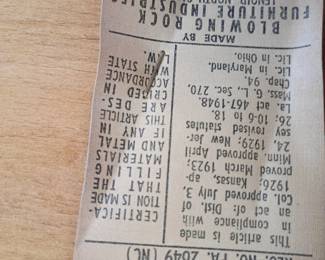 REG. NO. PA. 2049 (NC)
This article is made
in compliance with
an act of Dist. of
Col. approved July 3,
1926; Kansas, ap-
proved March 1923;
Minn. approved April
24, 1929; New Jer-
sey revised statutes
26: 10-6 to 18.
La. act 467-1948.
Mass. G. L., Sec. 270,
Chap. 94.
Lic. in Maryland.
Lic. in Ohio.
CERTIFICA-
TION IS MADE
THAT THE
FILLING
MATERIALS
AND METAL
IF ANY IN
THIS ARTICLE
ARE DES-
CRIBED IN
ACCORDANCE
WITH STATE
LAW.
MADE BY
BLOWING ROCK
FURNITURE INDUSTRIES
LENOIR, NORTH